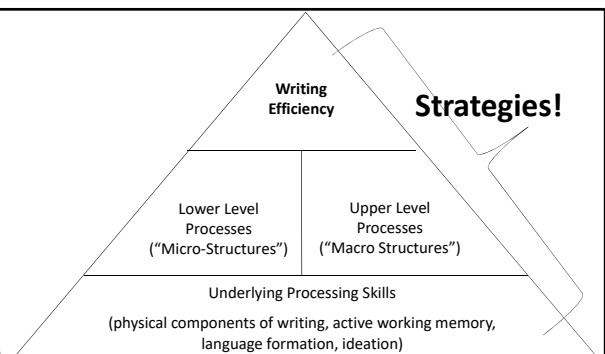 Writing
Efficiency
Strategies!
Lower Level
Processes
("Micro-Structures")
Upper Level
Processes
("Macro Structures")
Underlying Processing Skills
(physical components of writing, active working memory,
language formation, ideation)